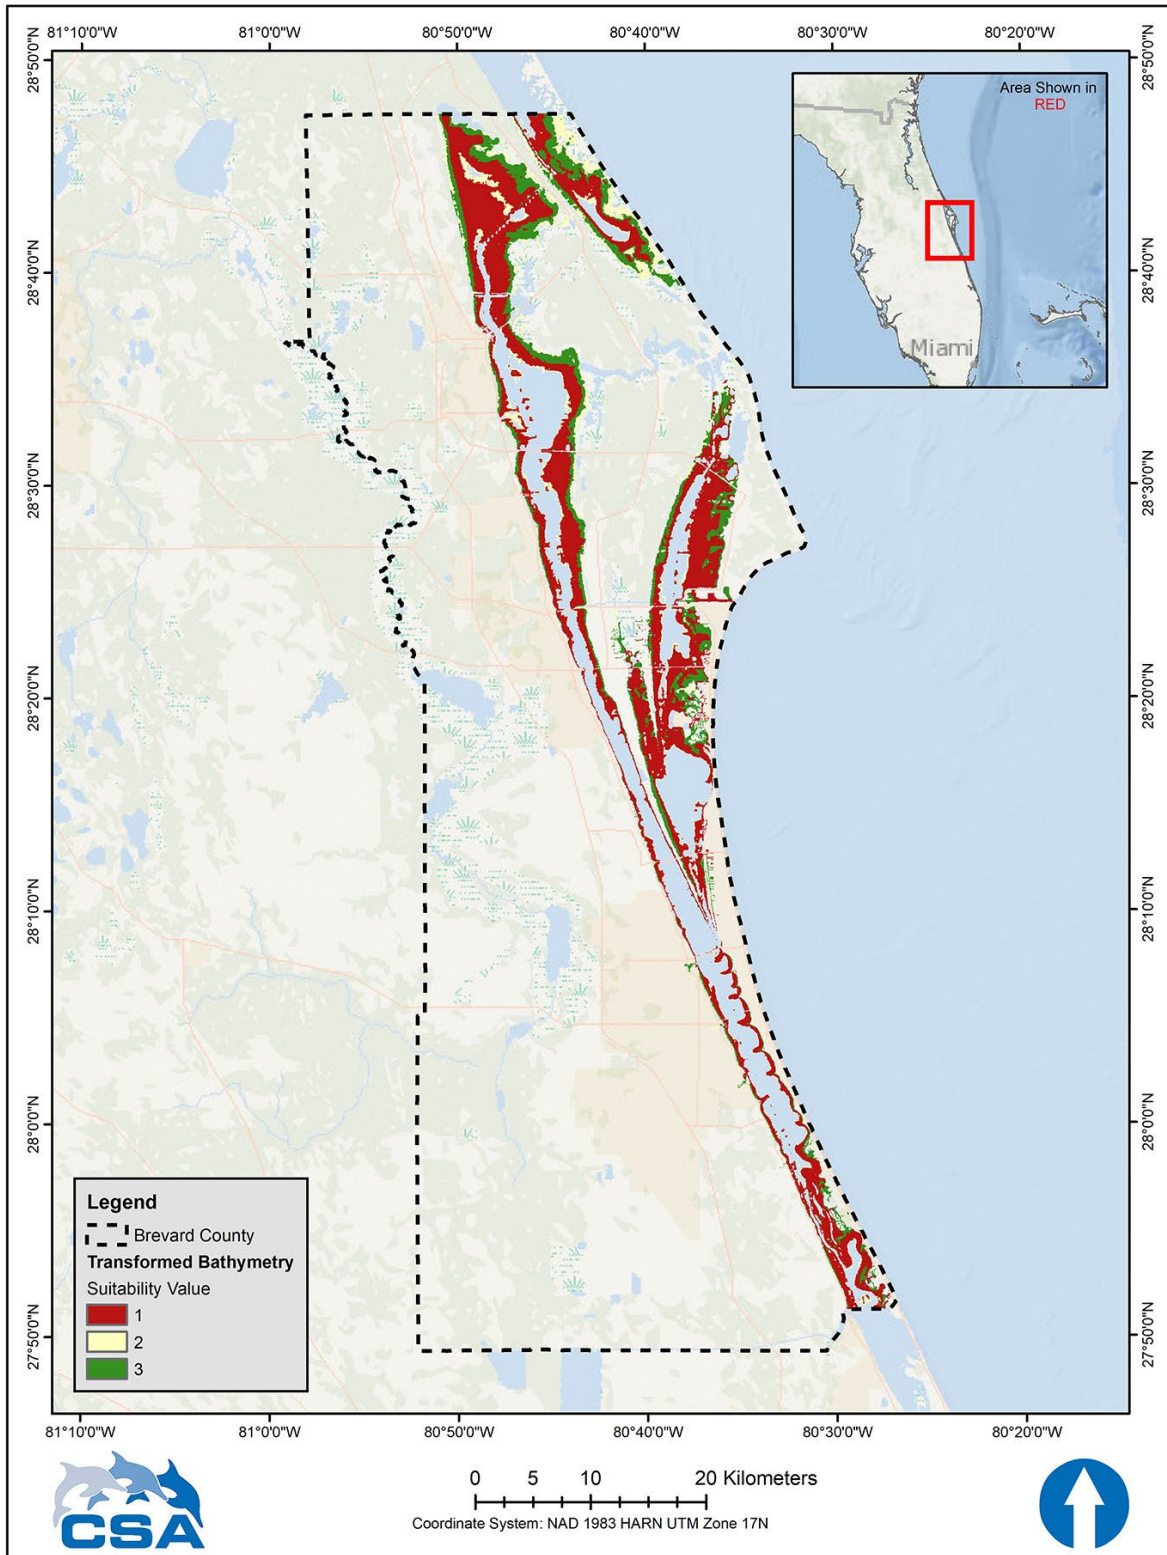 81°10'0"W 81°0'0"W 80°50'0"W 80°40'0"W 80°30'0"W 80°20'0"W
28°50'0"N
28°50'0"N
Area Shown in
RED
Miami
28°40'0"N
28°40'0"N
28°30'0"N
28°30'0"N
28°20'0"N
28°20'0"N
28°10'0"N
28°10'0"N
28°0'0"N
28°0'0"N
Legend
Brevard County
Transformed Bathymetry
Suitability Value
1
2
3
27°50'0"N
27°50'0"N
81°10'0"W 81°0'0"W 80°50'0"W 80°40'0"W 80°30'0"W 80°20'0"W
CSA
0 5 10 20 Kilometers
Coordinate System: NAD 1983 HARN UTM Zone 17N